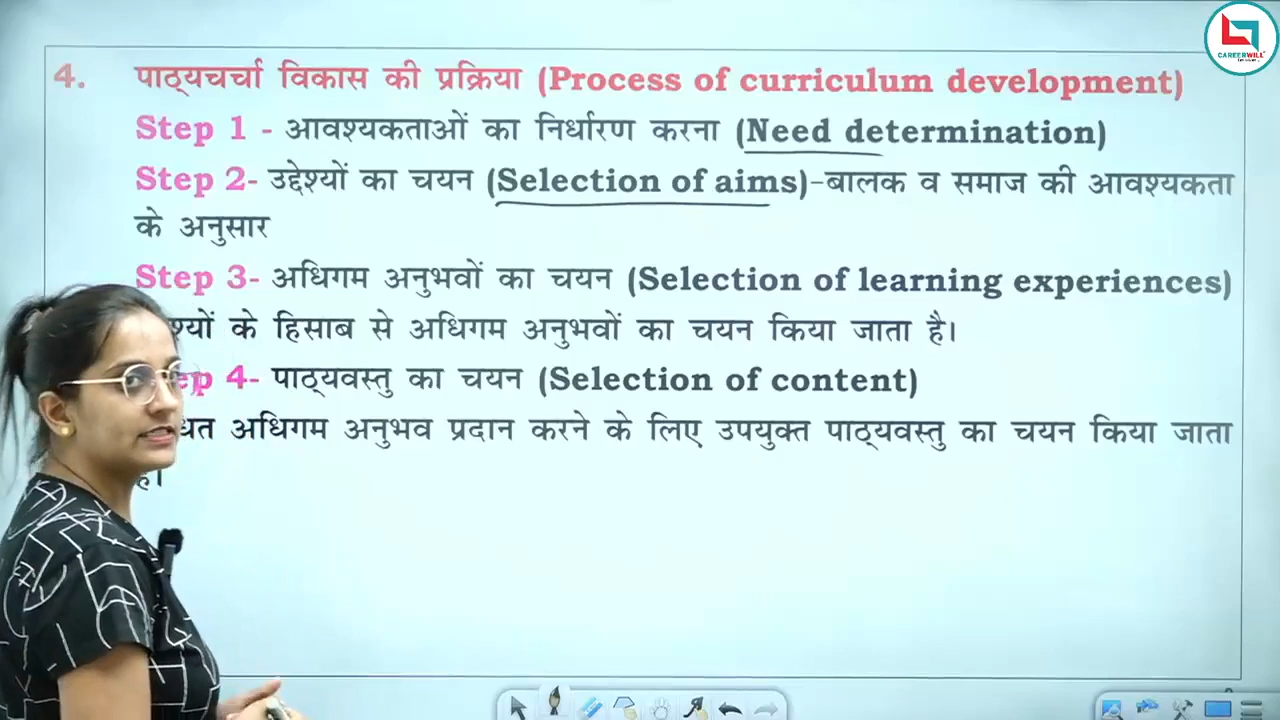 CAREERWILL
4. पाठ्यचर्चा विकास की प्रक्रिया (Process of curriculum development)
Step 1 - आवश्यकताओं का निर्धारण करना (Need determination)
Step 2- उद्देश्यों का चयन (Selection of aims)-बालक व समाज की आवश्यकता
के अनुसार
Step 3- अधिगम अनुभवों का चयन (Selection of learning experiences)
के हिसाब से अधिगम अनुभवों का चयन किया जाता है।
4- पाठ्यवस्तु का चयन (Selection of content)
अधिगम अनुभव प्रदान करने के लिए उपयुक्त पाठ्यवस्तु का चयन किया जाता
है।